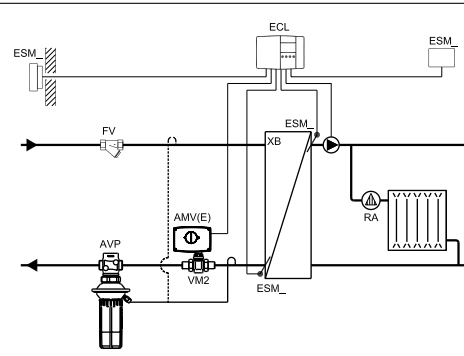 ECL
ESM_
ESM_
FV
ESM_
XB
AMV(E)
RA
AVP
VM2
ESM_